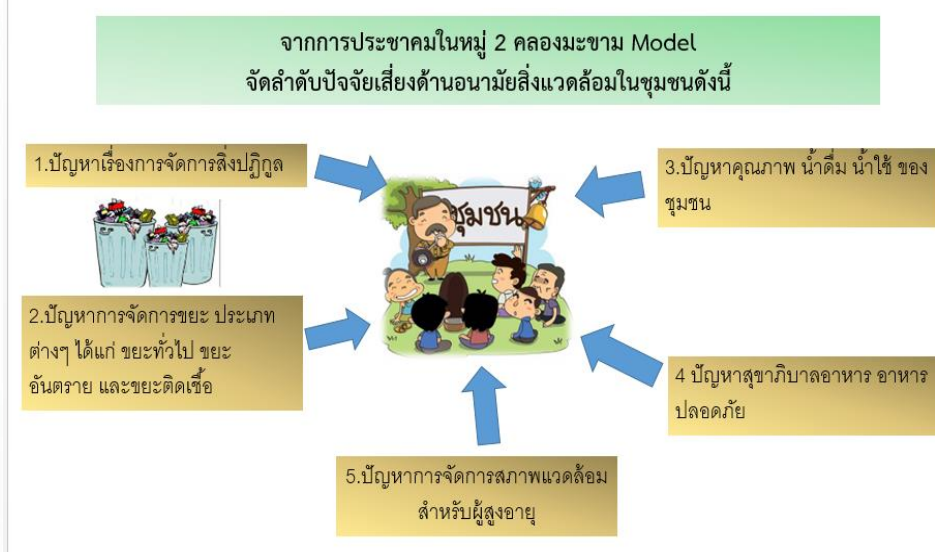 จากการประชาคมในหมู่ 2 คลองมะขาม Model
จัดลำดับปัจจัยเสี่ยงด้านอนามัยสิ่งแวดล้อมในชุมชนดังนี้
1.ปัญหาเรื่องการจัดการสิ่งปฏิกูล
2.ปัญหาการจัดการขยะ ประเภท
ต่างๆ ได้แก่ ขยะทั่วไป ขยะ
อันตราย และขยะติดเชื้อ
ชุมชน
3.ปัญหาคุณภาพ น้ำดื่ม น้ำใช้ ของ
ชุมชน
4 ปัญหาสุขาภิบาลอาหาร อาหาร
ปลอดภัย
5.ปัญหาการจัดการสภาพแวดล้อม
สำหรับผู้สูงอายุ